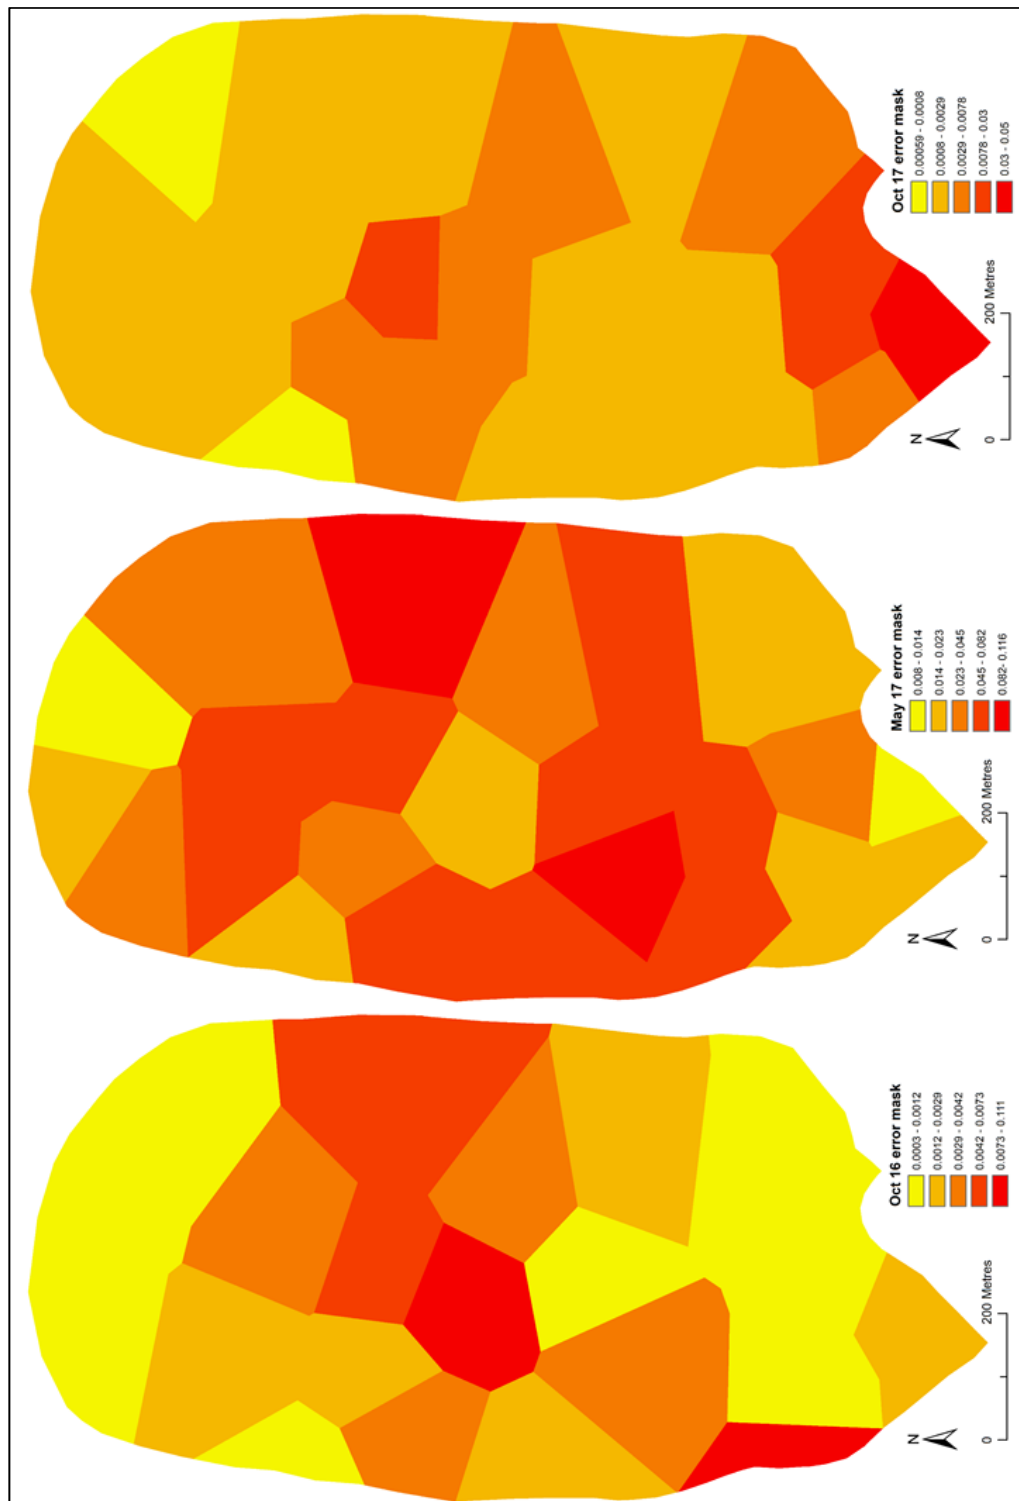 Oct 16 error mask
0.0003 - 0.0012
0.0012 - 0.0029
0.0029 - 0.0042
0.0042 - 0.0073
0.0073 - 0.111
N
0
200 Metres
May 17 error mask
0.008 - 0.014
0.014 - 0.023
0.023 - 0.045
0.045 - 0.082
0.082- 0.116
N
0
200 Metres
Oct 17 error mask
0.00059 - 0.0008
0.0008 - 0.0029
0.0029 - 0.0078
0.0078 - 0.03
0.03 - 0.05
N
0
200 Metres